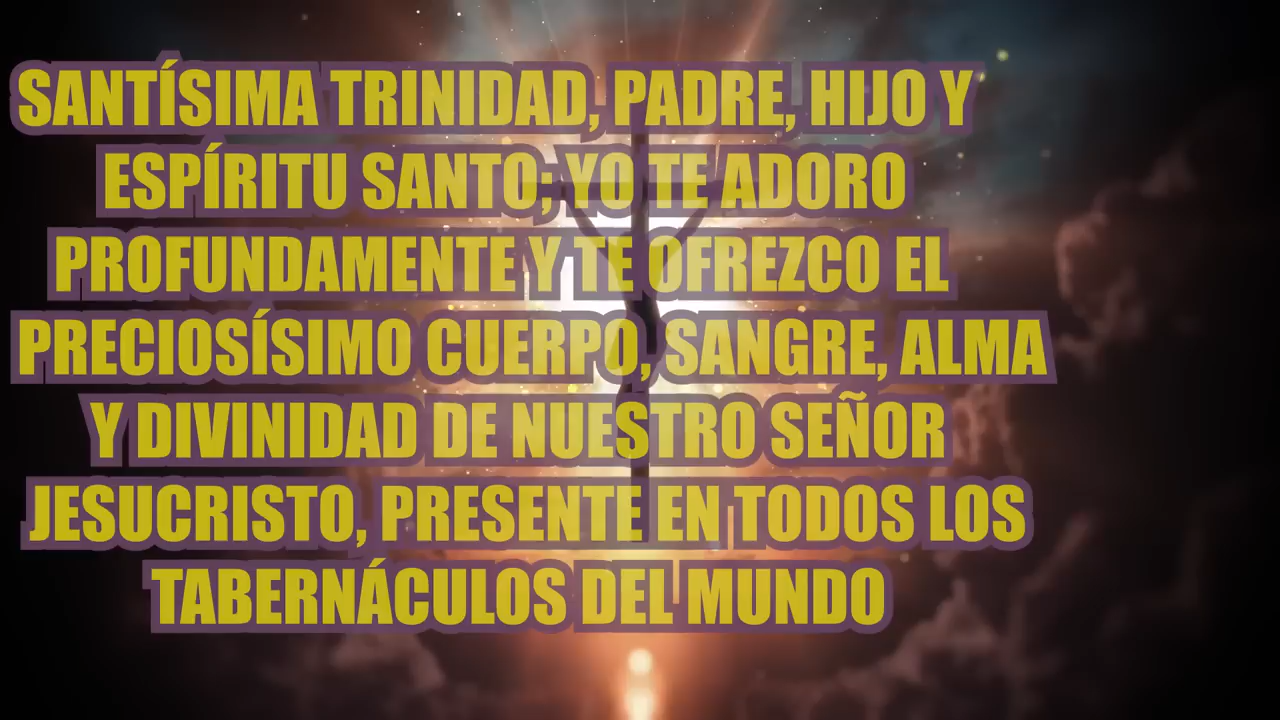 SANTÍSIMA TRINIDAD, PADRE, HIJO Y
ESPÍRITU SANTO; YO TE ADORO
PROFUNDAMENTE Y TE OFREZCO EL
PRECIOSÍSIMO CUERPO, SANGRE, ALMA
Y DIVINIDAD DE NUESTRO SEÑOR
JESUCRISTO, PRESENTE EN TODOS LOS
TABERNÁCULOS DEL MUNDO